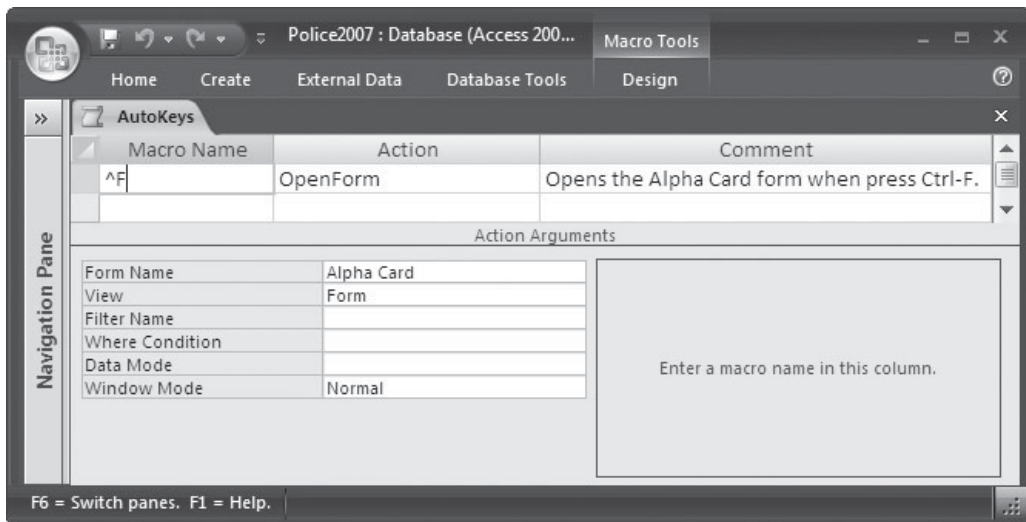 Police2007 : Database (Access 200...
Macro Tools
Home Create External Data Database Tools Design
AutoKeys
Macro Name Action Comment
^F OpenForm Opens the Alpha Card form when press Ctrl-F.
Action Arguments
Navigation Pane
Form Name Alpha Card
View Form
Filter Name
Where Condition
Data Mode
Window Mode Normal
Enter a macro name in this column.
F6 = Switch panes. F1 = Help.